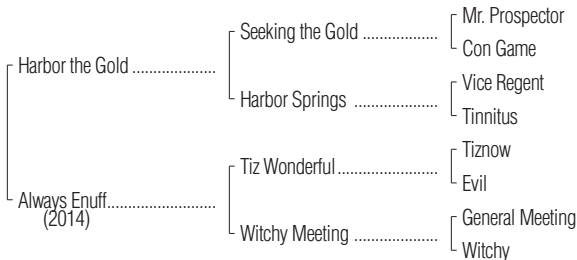 Mr. Prospector
Seeking the Gold ..................
Con Game
Harbor the Gold ....................
Vice Regent
Harbor Springs ....................
Tinnitus
Tiznow
Tiz Wonderful ........................
Evil
Always Enuff..........................
(2014)
General Meeting
Witchy Meeting ....................
Witchy